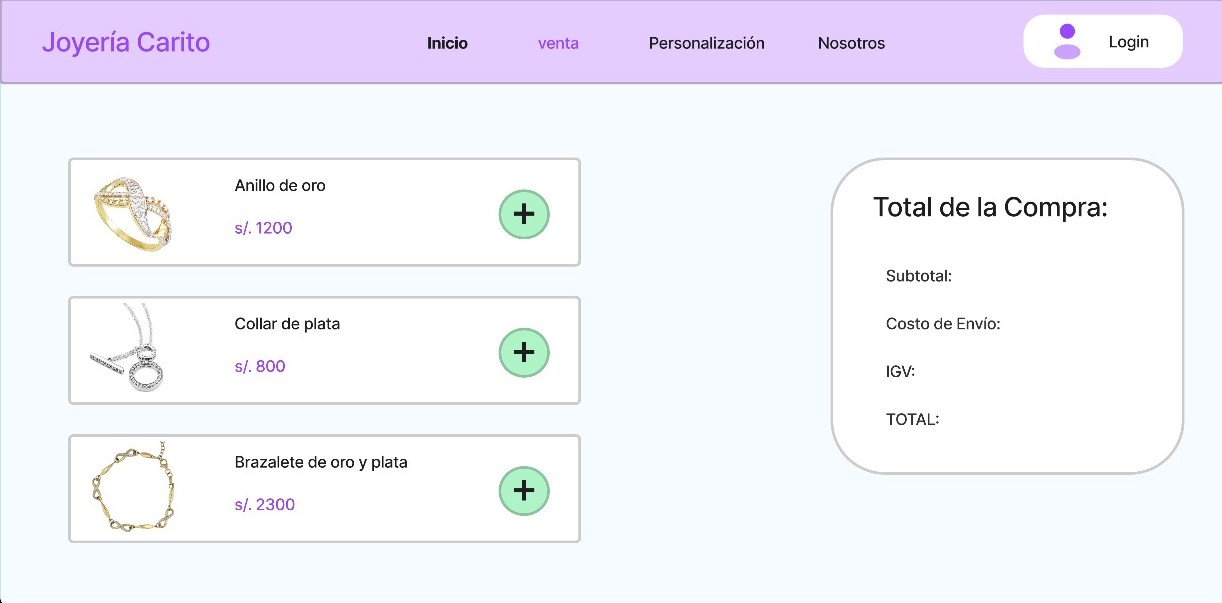 Joyería Carito
Inicio
venta
Personalización
Nosotros
Login
Anillo de oro
s/. 1200
Collar de plata
s/. 800
Brazalete de oro y plata
s/. 2300
Total de la Compra:
Subtotal:
Costo de Envío:
IGV:
TOTAL: